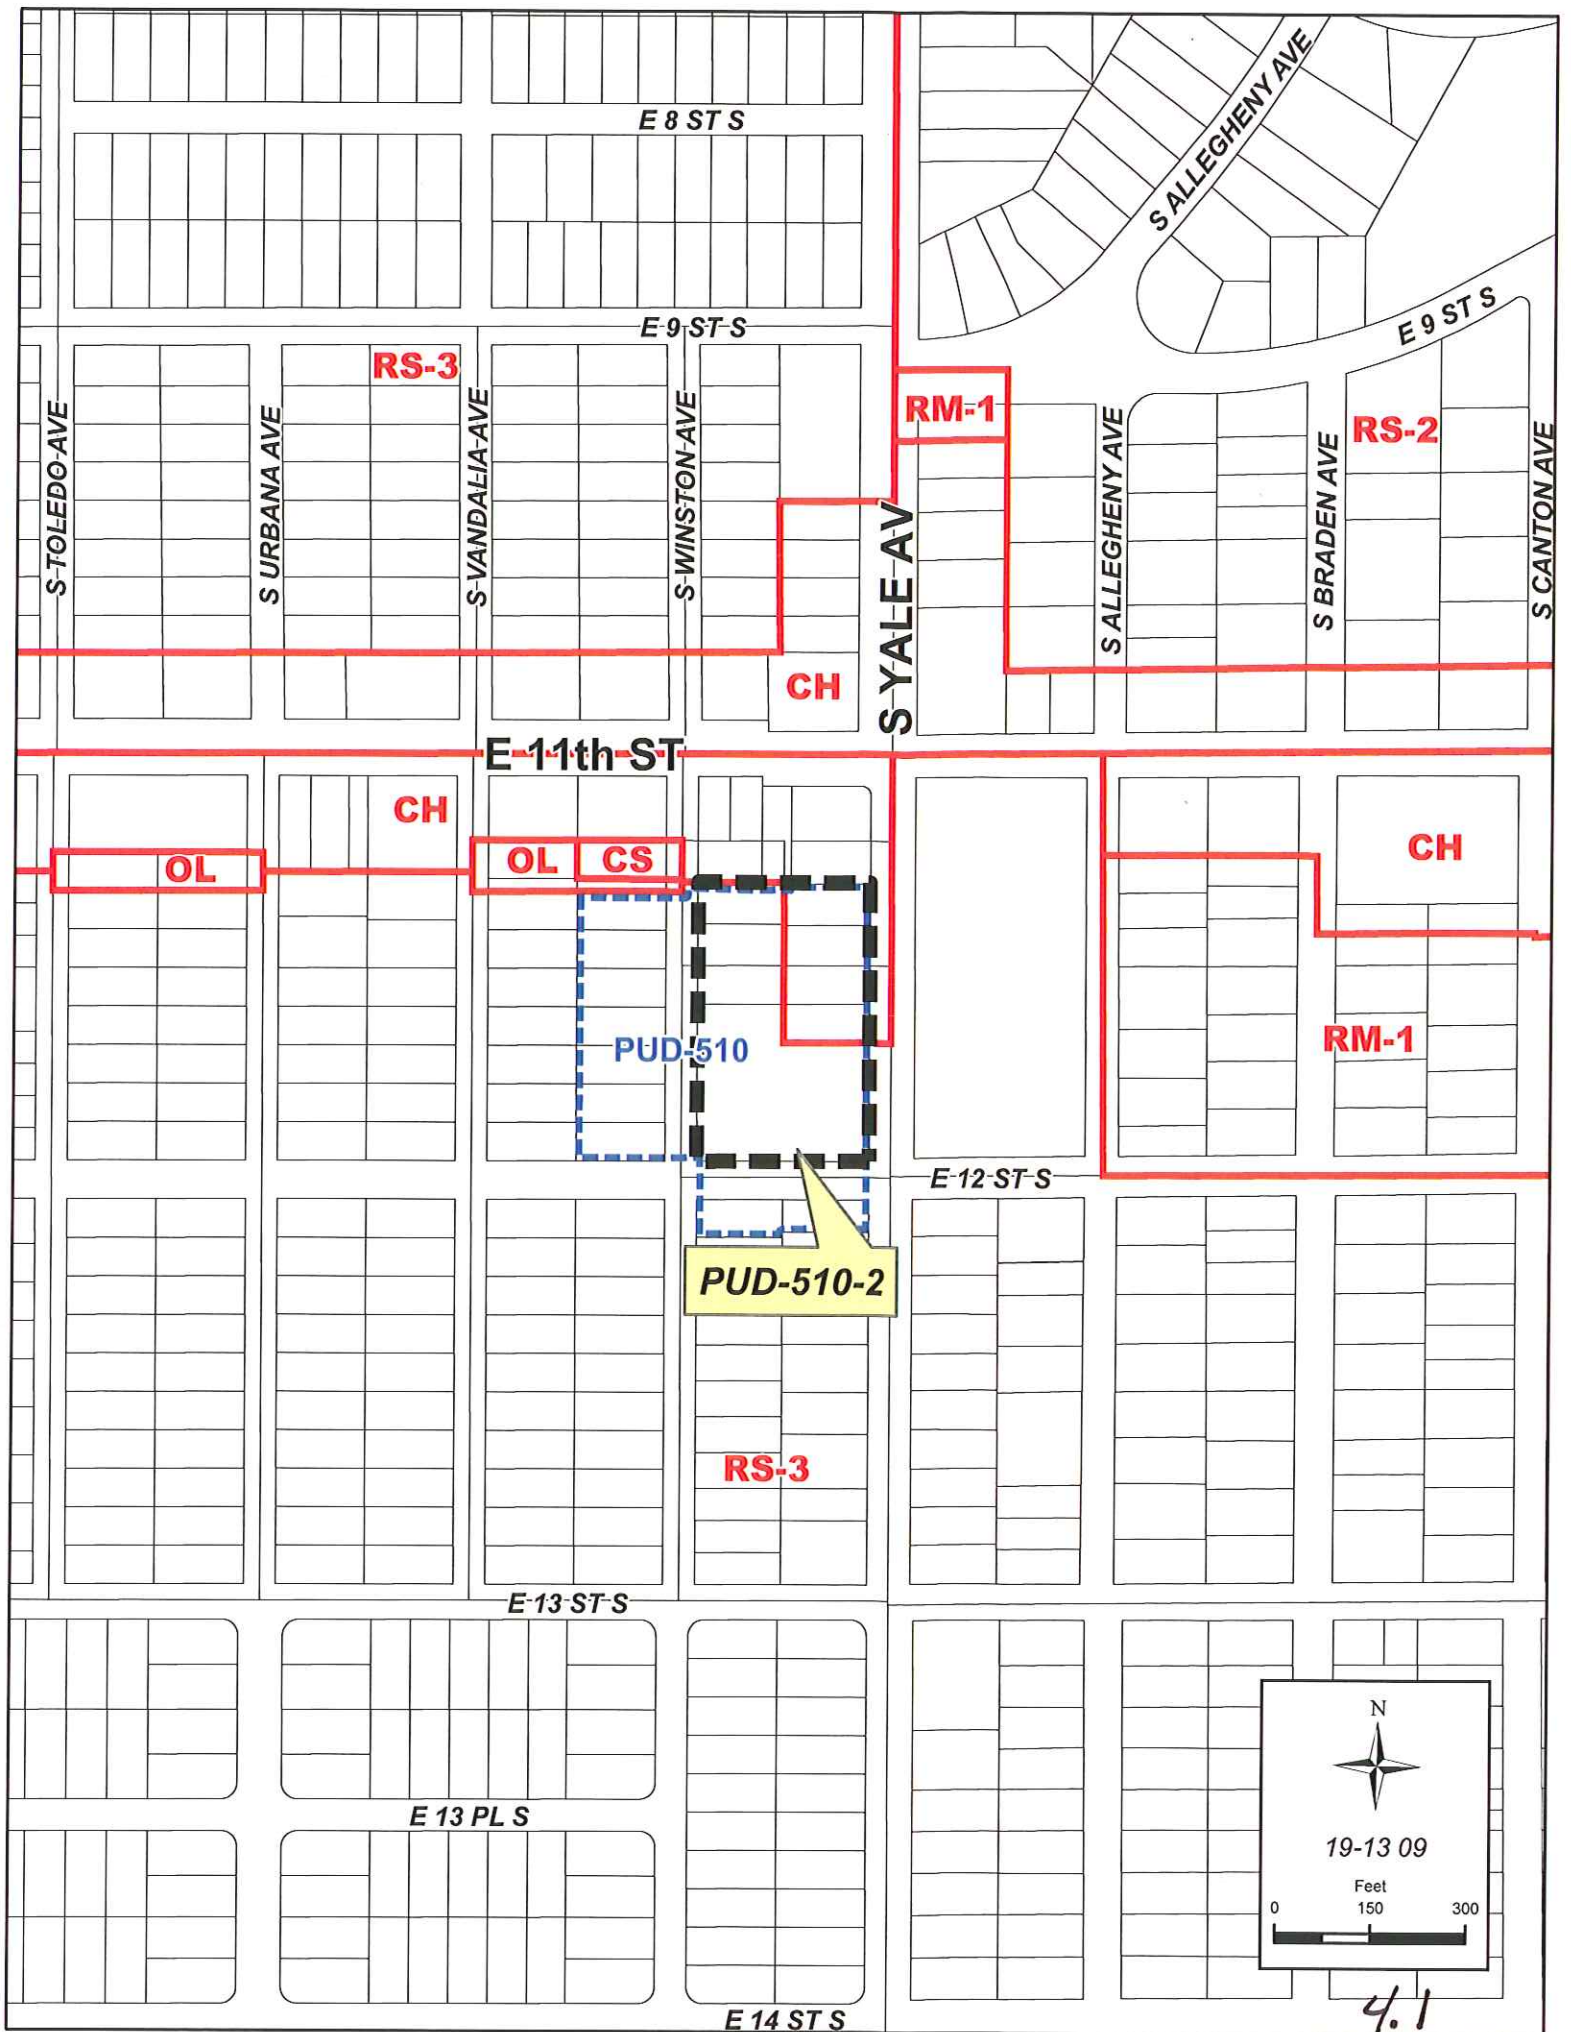 S ALLEGHENY AVE
E 8 ST S
E 9 ST S
E 9 ST S
RS-3
RM-1
RS-2
S TOLEDO AVE
S URBANA AVE
S VANDALIA AVE
S WINSTON AVE
S YALE AV
S ALLEGHENY AVE
S BRADEN AVE
S CANTON AVE
CH
E 11th ST
CH
CH
OL
OL
CS
PUD-510
RM-1
E 12 ST S
PUD-510-2
RS-3
E 13 ST S
N
E 13 PL S
19-13 09
Feet
0 150 300
4.1
E 14 ST S